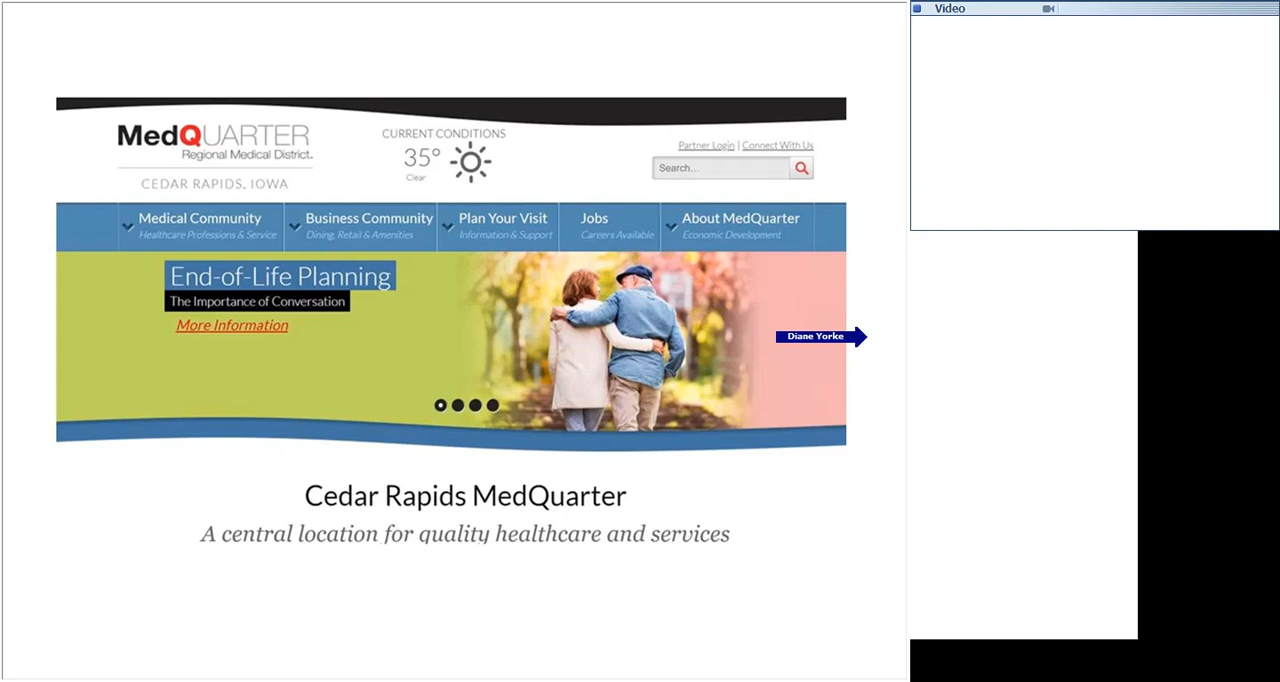 Video
MedQUARTER
Regional Medical District.
CEDAR RAPIDS, IOWA
CURRENT CONDITIONS
35°
Clear
Partner Login | Connect With Us
Search...
Medical Community
Healthcare Professions & Service
Business Community
Dining, Retail & Amenities
Plan Your Visit
Information & Support
Jobs
Careers Available
About MedQuarter
Economic Development
End-of-Life Planning
The Importance of Conversation
More Information
Diane Yorke
Cedar Rapids MedQuarter
A central location for quality healthcare and services